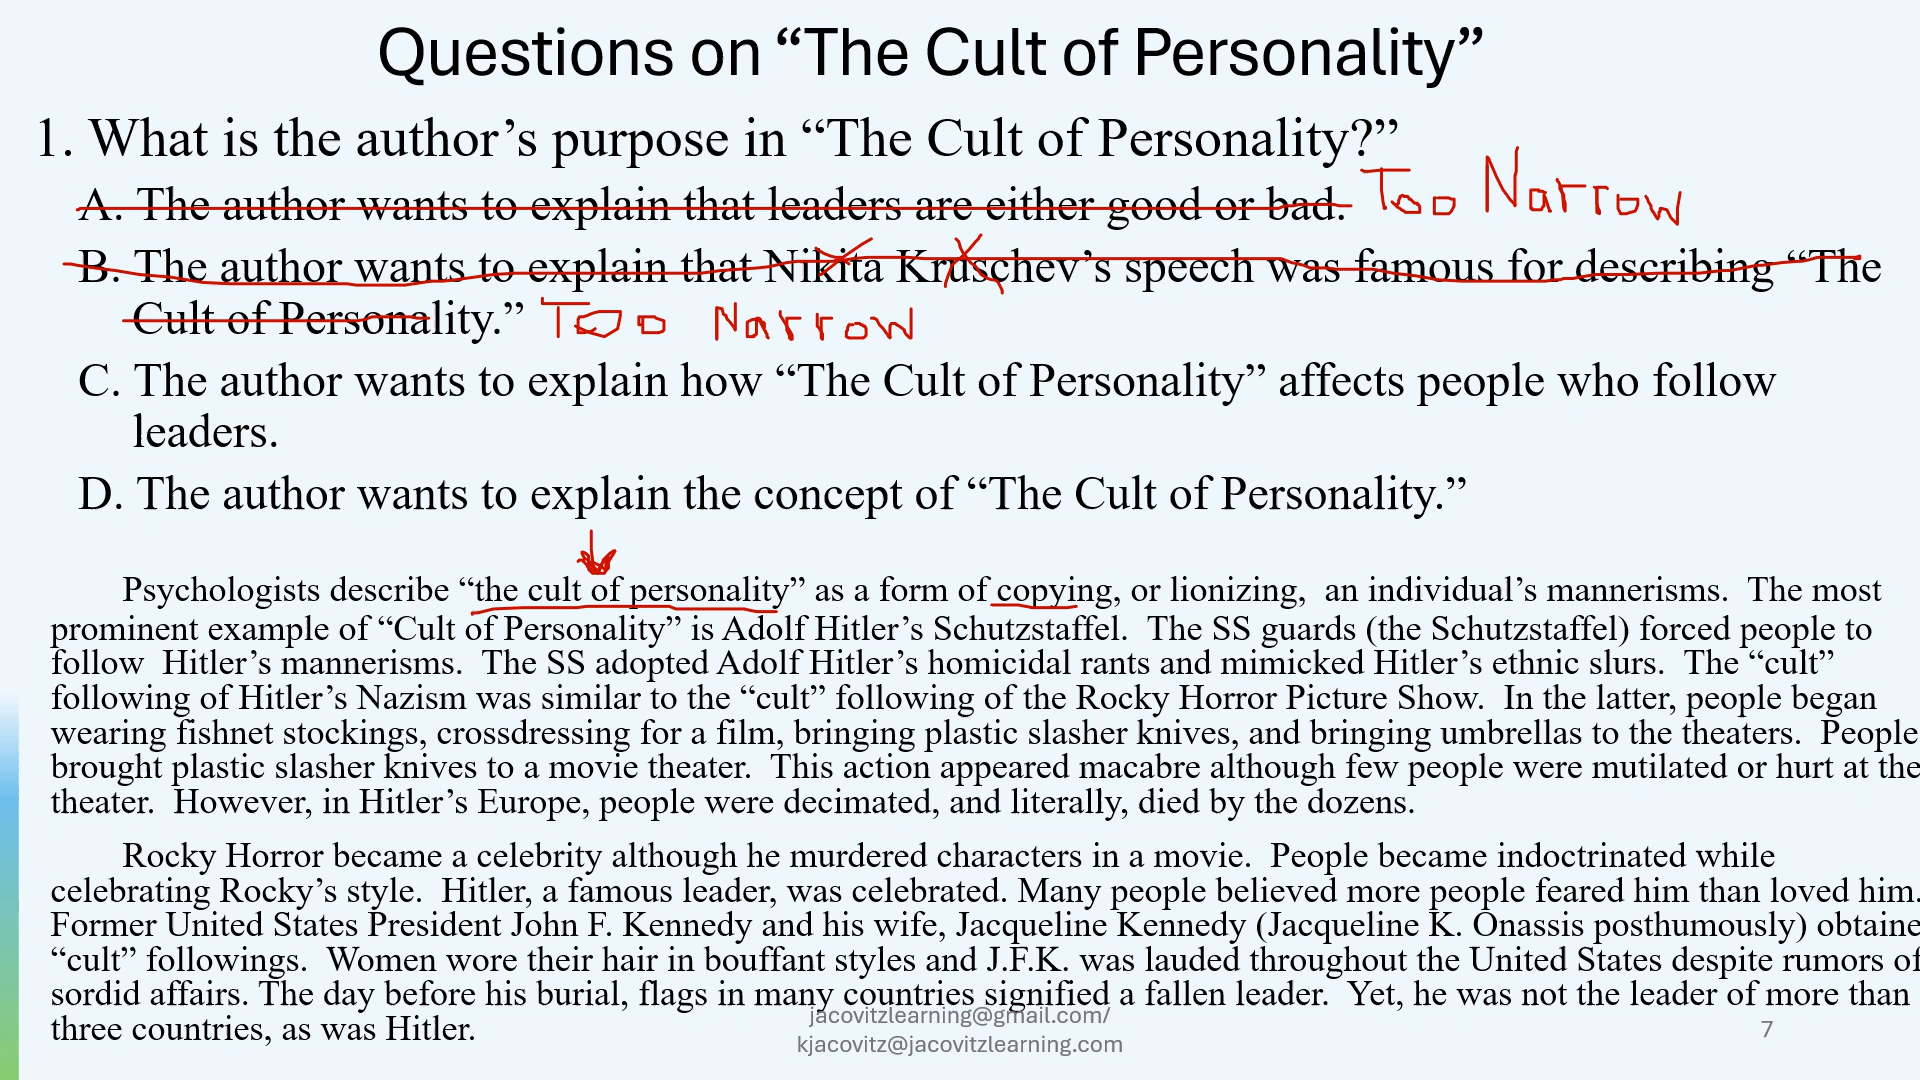 Questions on “The Cult of Personality”
1. What is the author’s purpose in “The Cult of Personality?”
A. The author wants to explain that leaders are either good or bad. Too Narrow
B. The author wants to explain that Nikita Kruschev’s speech was famous for describing “The
Cult of Personality.” Too Narrow
C. The author wants to explain how “The Cult of Personality” affects people who follow
leaders.
D. The author wants to explain the concept of “The Cult of Personality.”
Psychologists describe “the cult of personality” as a form of copying, or lionizing, an individual’s mannerisms. The most
prominent example of “Cult of Personality” is Adolf Hitler’s Schutzstaffel. The SS guards (the Schutzstaffel) forced people to
follow Hitler’s mannerisms. The SS adopted Adolf Hitler’s homicidal rants and mimicked Hitler’s ethnic slurs. The “cult”
following of Hitler’s Nazism was similar to the “cult” following of the Rocky Horror Picture Show. In the latter, people began
wearing fishnet stockings, crossdressing for a film, bringing plastic slasher knives, and bringing umbrellas to the theaters. People
brought plastic slasher knives to a movie theater. This action appeared macabre although few people were mutilated or hurt at the
theater. However, in Hitler’s Europe, people were decimated, and literally, died by the dozens.
Rocky Horror became a celebrity although he murdered characters in a movie. People became indoctrinated while
celebrating Rocky’s style. Hitler, a famous leader, was celebrated. Many people believed more people feared him than loved him.
Former United States President John F. Kennedy and his wife, Jacqueline Kennedy (Jacqueline K. Onassis posthumously) obtaine
“cult” followings. Women wore their hair in bouffant styles and J.F.K. was lauded throughout the United States despite rumors of
sordid affairs. The day before his burial, flags in many countries signified a fallen leader. Yet, he was not the leader of more than
three countries, as was Hitler.
jacovitzlearning@gmail.com/
kjacovitz@jacovitzlearning.com
7